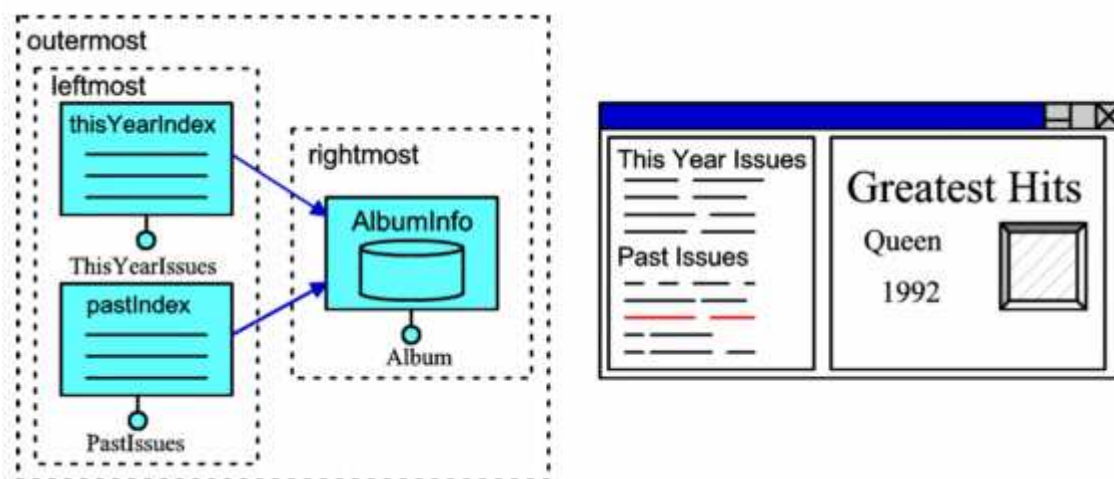 outermost
leftmost
thisYearIndex
ThisYearIssues
pastIndex
PastIssues
rightmost
AlbumInfo
Album
This Year Issues
Past Issues
Greatest Hits
Queen
1992